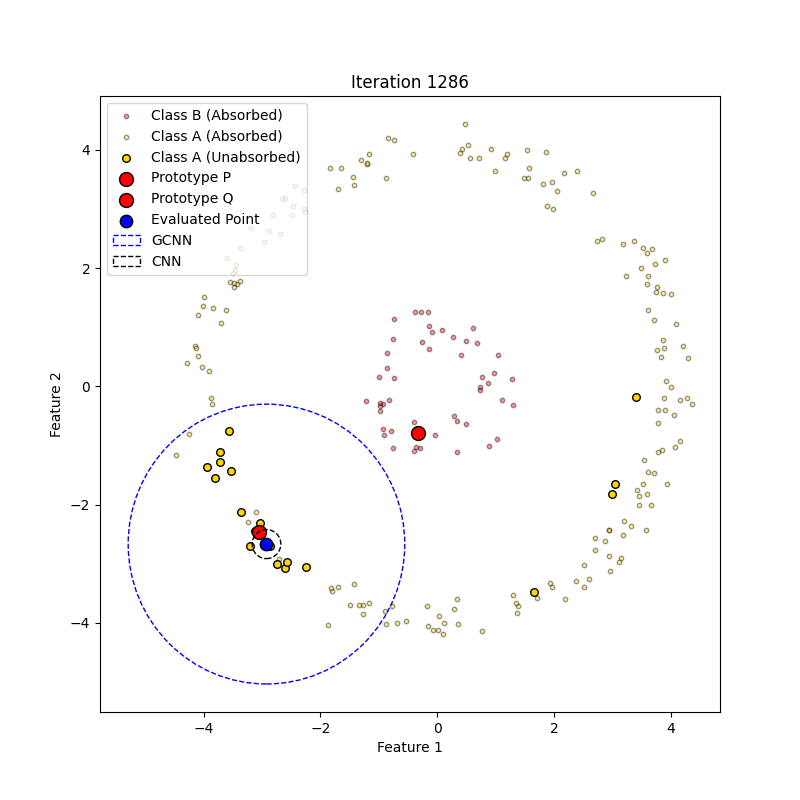 Iteration 1286
Class B (Absorbed)
Class A (Absorbed)
Class A (Unabsorbed)
Prototype P
Prototype Q
Evaluated Point
GCNN
CNN
4
2
0
−2
−4
Feature 2
−4
−2
0
2
4
Feature 1